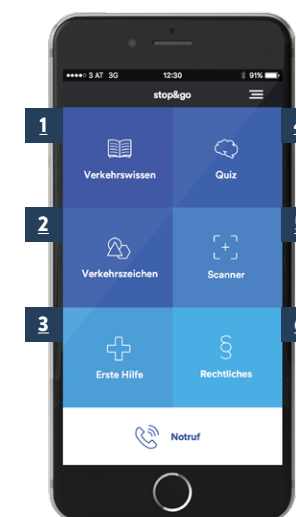 3 AT 3G 12:30 91%
stop&go
1
Verkehrswissen
Quiz
2
Verkehrszeichen
Scanner
3
Erste Hilfe
§
Rechtliches
Notruf